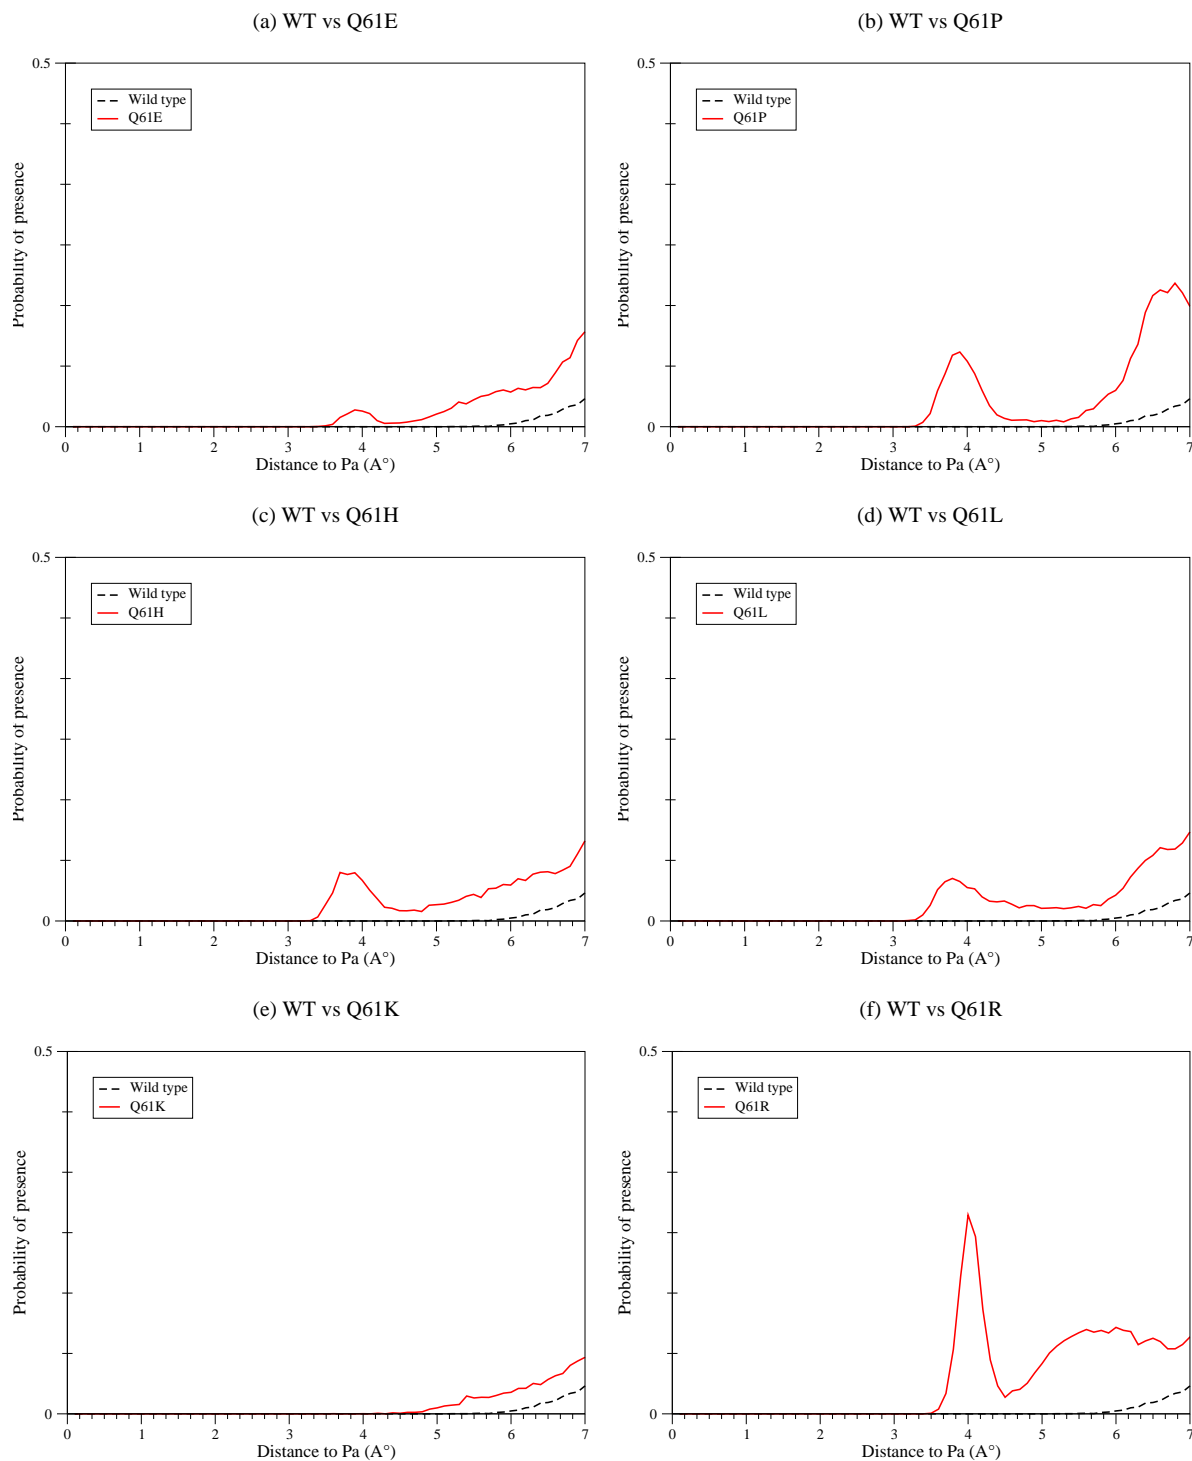 (a) WT vs Q61E
0.5
Wild type
Q61E
Probability of presence
0
0 1 2 3 4 5 6 7
Distance to Pa (A°)
(b) WT vs Q61P
0.5
Wild type
Q61P
Probability of presence
0
0 1 2 3 4 5 6 7
Distance to Pa (A°)
(c) WT vs Q61H
0.5
Wild type
Q61H
Probability of presence
0
0 1 2 3 4 5 6 7
Distance to Pa (A°)
(d) WT vs Q61L
0.5
Wild type
Q61L
Probability of presence
0
0 1 2 3 4 5 6 7
Distance to Pa (A°)
(e) WT vs Q61K
0.5
Wild type
Q61K
Probability of presence
0
0 1 2 3 4 5 6 7
Distance to Pa (A°)
(f) WT vs Q61R
0.5
Wild type
Q61R
Probability of presence
0
0 1 2 3 4 5 6 7
Distance to Pa (A°)